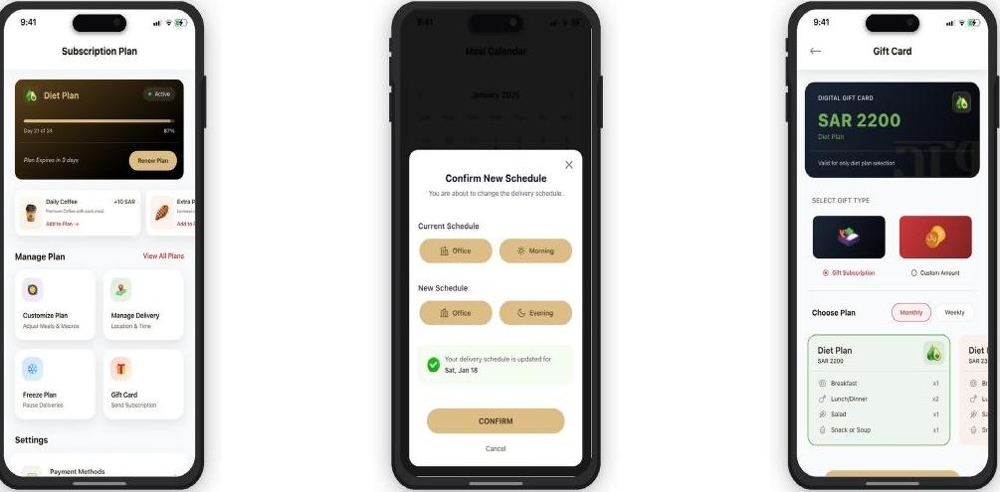 9:41
Subscription Plan
Diet Plan
Active
Day 21 of 24
87%
Plan Expires in 3 days
Renew Plan
Daily Coffee
+10 SAR
Premium Coffee with each meal
Add to Plan →
Extra P
Add to
Manage Plan
View All Plans
Customize Plan
Adjust Meals & Macros
Manage Delivery
Location & Time
Freeze Plan
Pause Deliveries
Gift Card
Send Subscription
Settings
Payment Methods
9:41
Meal Calendar
January 2025
Confirm New Schedule
You are about to change the delivery schedule.
Current Schedule
Office
Morning
New Schedule
Office
Evening
Your delivery schedule is updated for
Sat, Jan 18
CONFIRM
Cancel
9:41
Gift Card
DIGITAL GIFT CARD
SAR 2200
Diet Plan
Valid for only diet plan selection
SELECT GIFT TYPE
Gift Subscription
Custom Amount
Choose Plan
Monthly
Weekly
Diet Plan
SAR 2200
Breakfast
x1
Lunch/Dinner
x2
Salad
x1
Snack or Soup
x1
Diet
SAR 23
Br
Lu
Sa
Sn